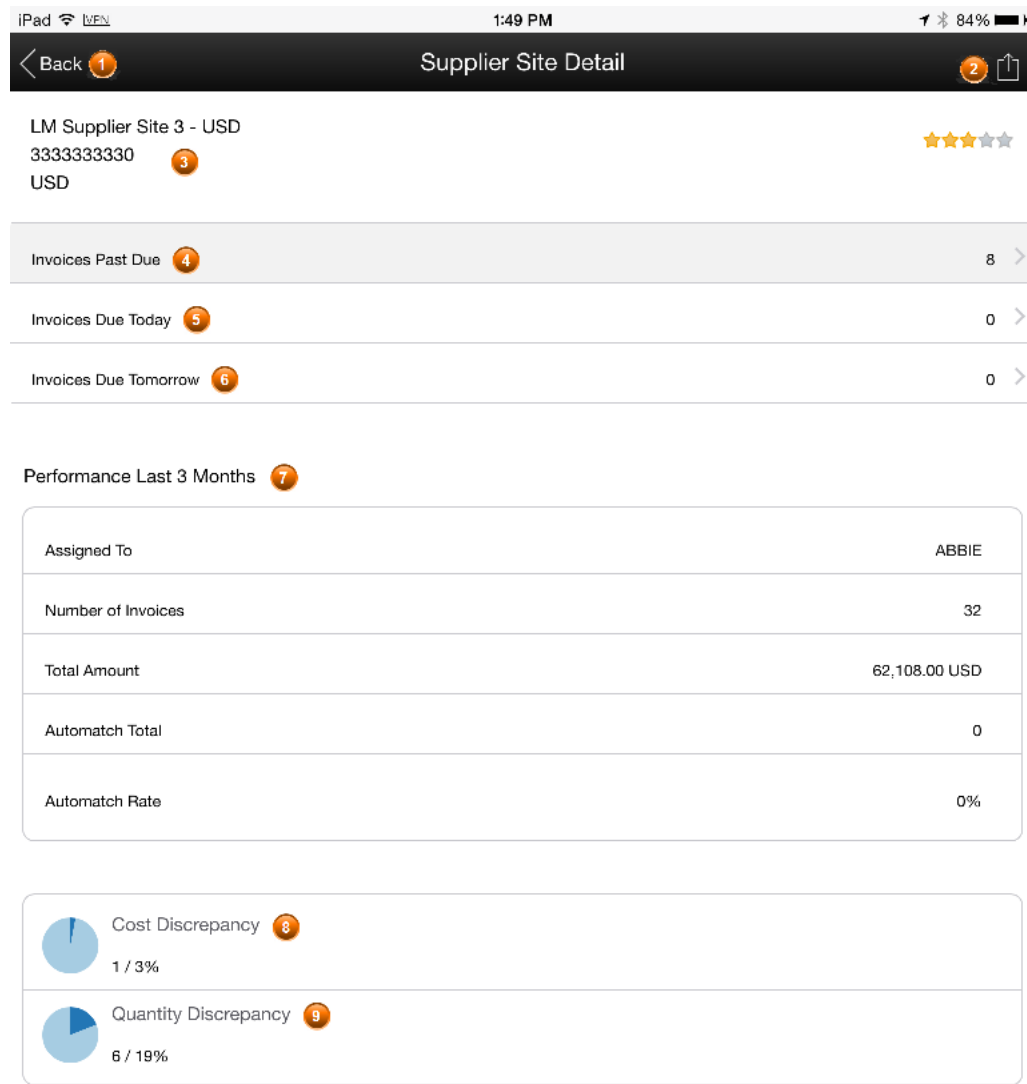 iPad VPN 1:49 PM 84%
Back 1 Supplier Site Detail 2
LM Supplier Site 3 - USD
3333333330 3
USD
Invoices Past Due 4 8
Invoices Due Today 5 0
Invoices Due Tomorrow 6 0
Performance Last 3 Months 7
Assigned To ABBIE
Number of Invoices 32
Total Amount 62,108.00 USD
Automatch Total 0
Automatch Rate 0%
Cost Discrepancy 8
1 / 3%
Quantity Discrepancy 9
6 / 19%